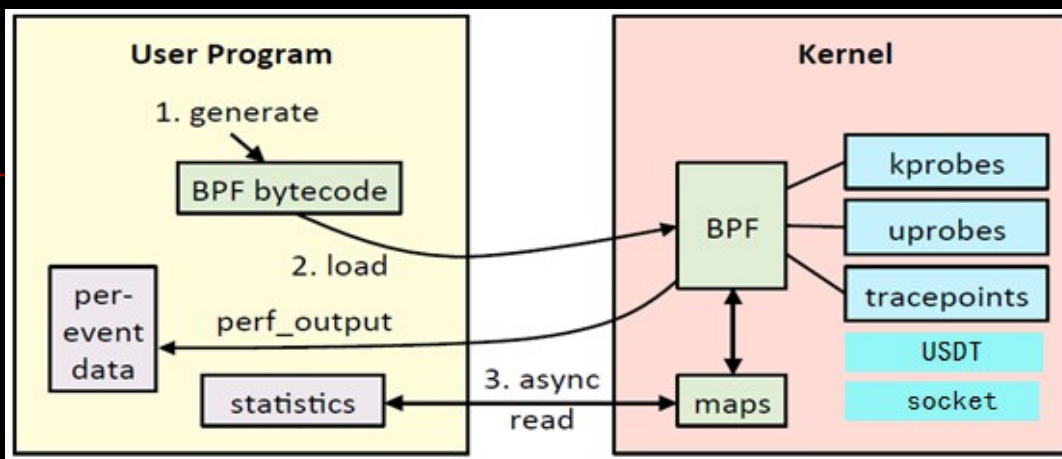 User Program
1. generate
BPF bytecode
2. load
per-
event
data
perf_output
statistics
3. async
read
Kernel
BPF
maps
kprobes
uprobes
tracepoints
USDT
socket